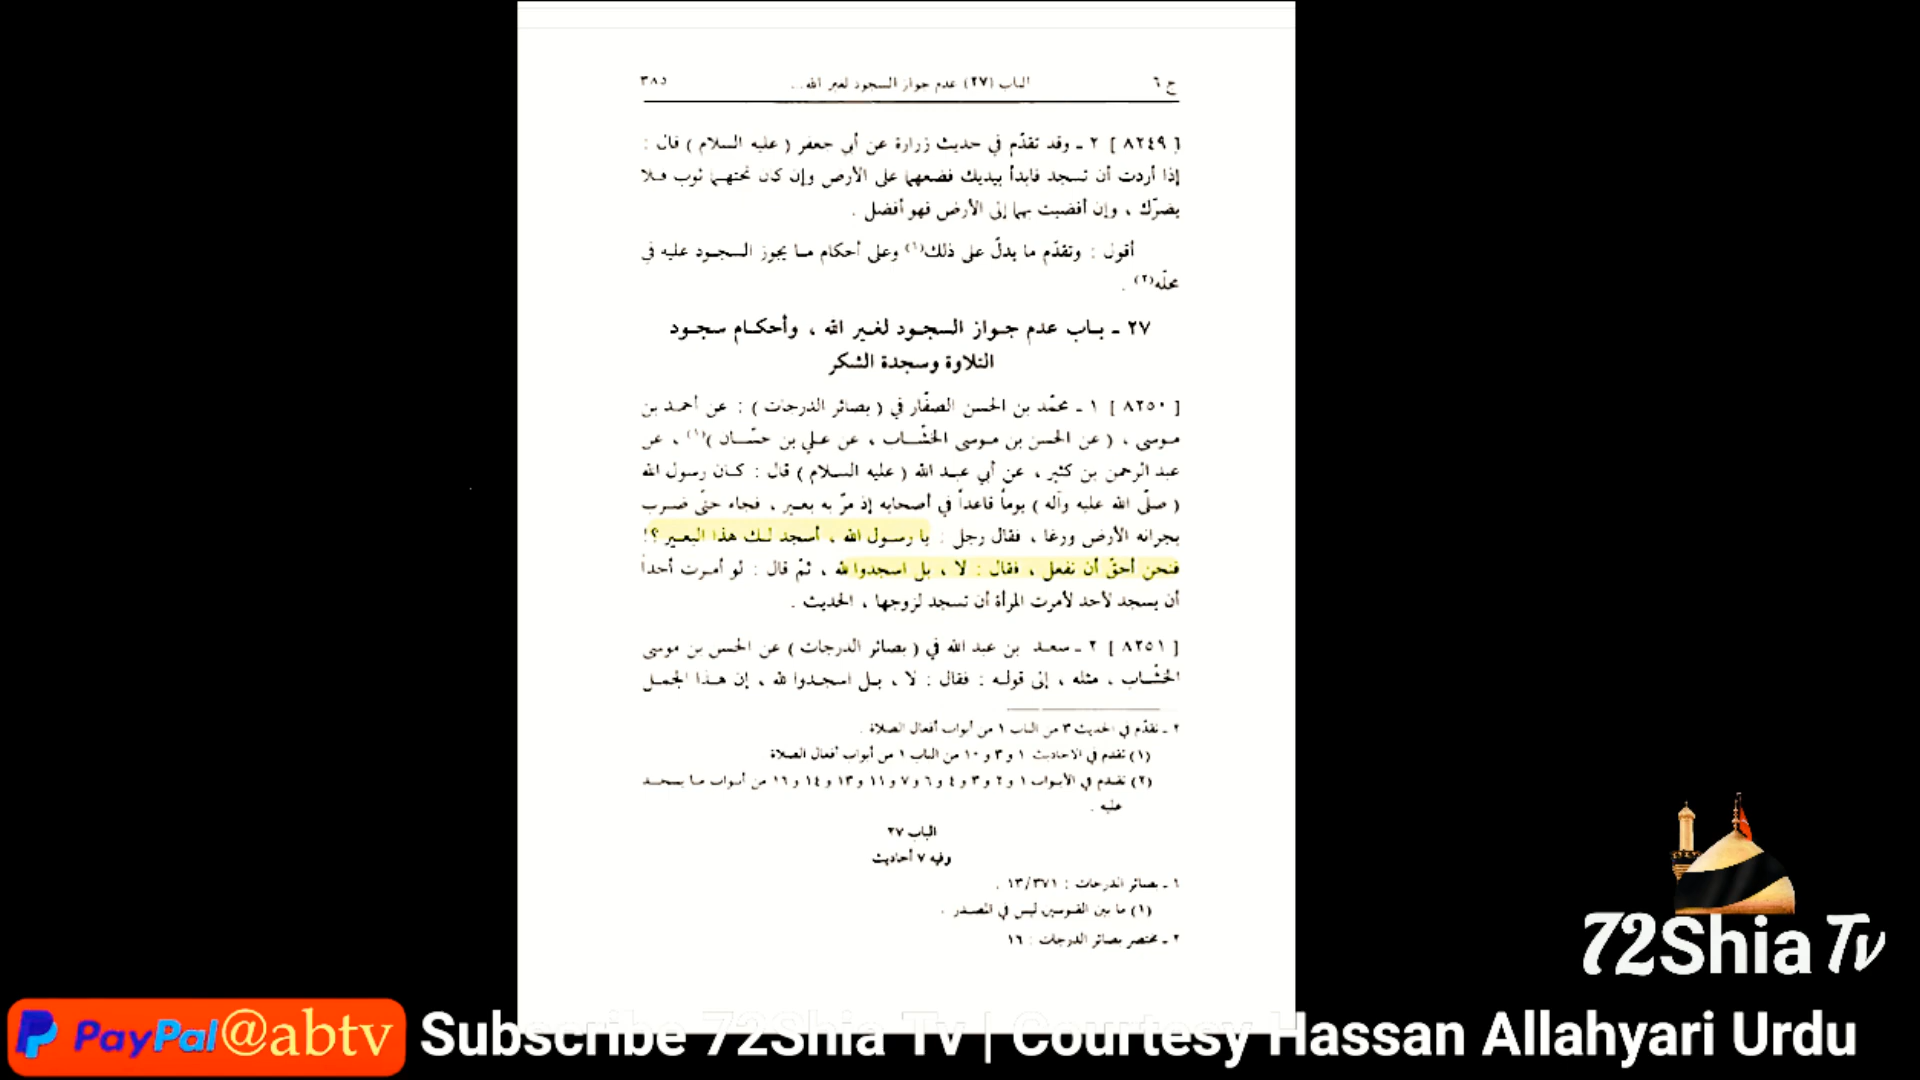 ج ٦ الباب (٢٧) عدم جواز السجود لغير الله . . ٣٨٥
[ ٨٢٤٩ ] ٢ ـ وقد تقدّم في حديث زرارة عن أبي جعفر ( عليه السلام ) قال :
إذا أردت أن تسجد فابدأ بيديك فضعهما على الأرض وإن كان تحتهما ثوب فلا
يضرّك ، وإن أفضيت بهما إلى الأرض فهو أفضل .
أقول : وتقدّم ما يدلّ على ذلك(١) وعلى أحكام ما يجوز السجود عليه في
محلّه(٢) .
٢٧ ـ باب عدم جواز السجود لغير الله ، وأحكام سجود
التلاوة وسجدة الشكر
[ ٨٢٥٠ ] ١ ـ محمّد بن الحسن الصفّار في ( بصائر الدرجات ) : عن أحمد بن
موسى ، ( عن الحسن بن موسى الخشّاب ، عن علي بن حسّان )(١) ، عن
عبد الرحمن بن كثير ، عن أبي عبد الله ( عليه السلام ) قال : كان رسول الله
( صلّى الله عليه وآله ) يوماً قاعداً في أصحابه إذ مرّ به بعير ، فجاء حتّى ضرب
بجرانه الأرض ورغا ، فقال رجل : يا رسول الله ، أسجد لك هذا البعير ؟!
فنحن أحقّ أن نفعل ، فقال : لا ، بل اسجدوا لله ، ثمّ قال : لو أمرت أحداً
أن يسجد لأحد لأمرت المرأة أن تسجد لزوجها ، الحديث .
[ ٨٢٥١ ] ٢ ـ سعد بن عبد الله في ( بصائر الدرجات ) عن الحسن بن موسى
الخشّاب ، مثله ، إلى قوله : فقال : لا ، بل اسجدوا لله ، إن هذا الجمل
٢ ـ تقدّم في الحديث ٣ من الباب ١ من أبواب أفعال الصلاة .
(١) تقدم في الاحاديث ١ و ٣ و ١٠ من الباب ١ من أبواب أفعال الصلاة
(٢) تقدم في الأبواب ١ و ٢ و ٣ و ٤ و ٦ و ٧ و ١١ و ١٣ و ١٤ و ١٦ من أبواب ما يسجد
عليه .
الباب ٢٧
وفيه ٧ أحاديث
١ ـ بصائر الدرجات : ٣٧١/١٣ .
(١) ما بين القوسين ليس في المصدر .
٢ ـ مختصر بصائر الدرجات : ١٦
72Shia Tv
PayPal@abtv
Subscribe 72Shia Tv | Courtesy Hassan Allahyari Urdu